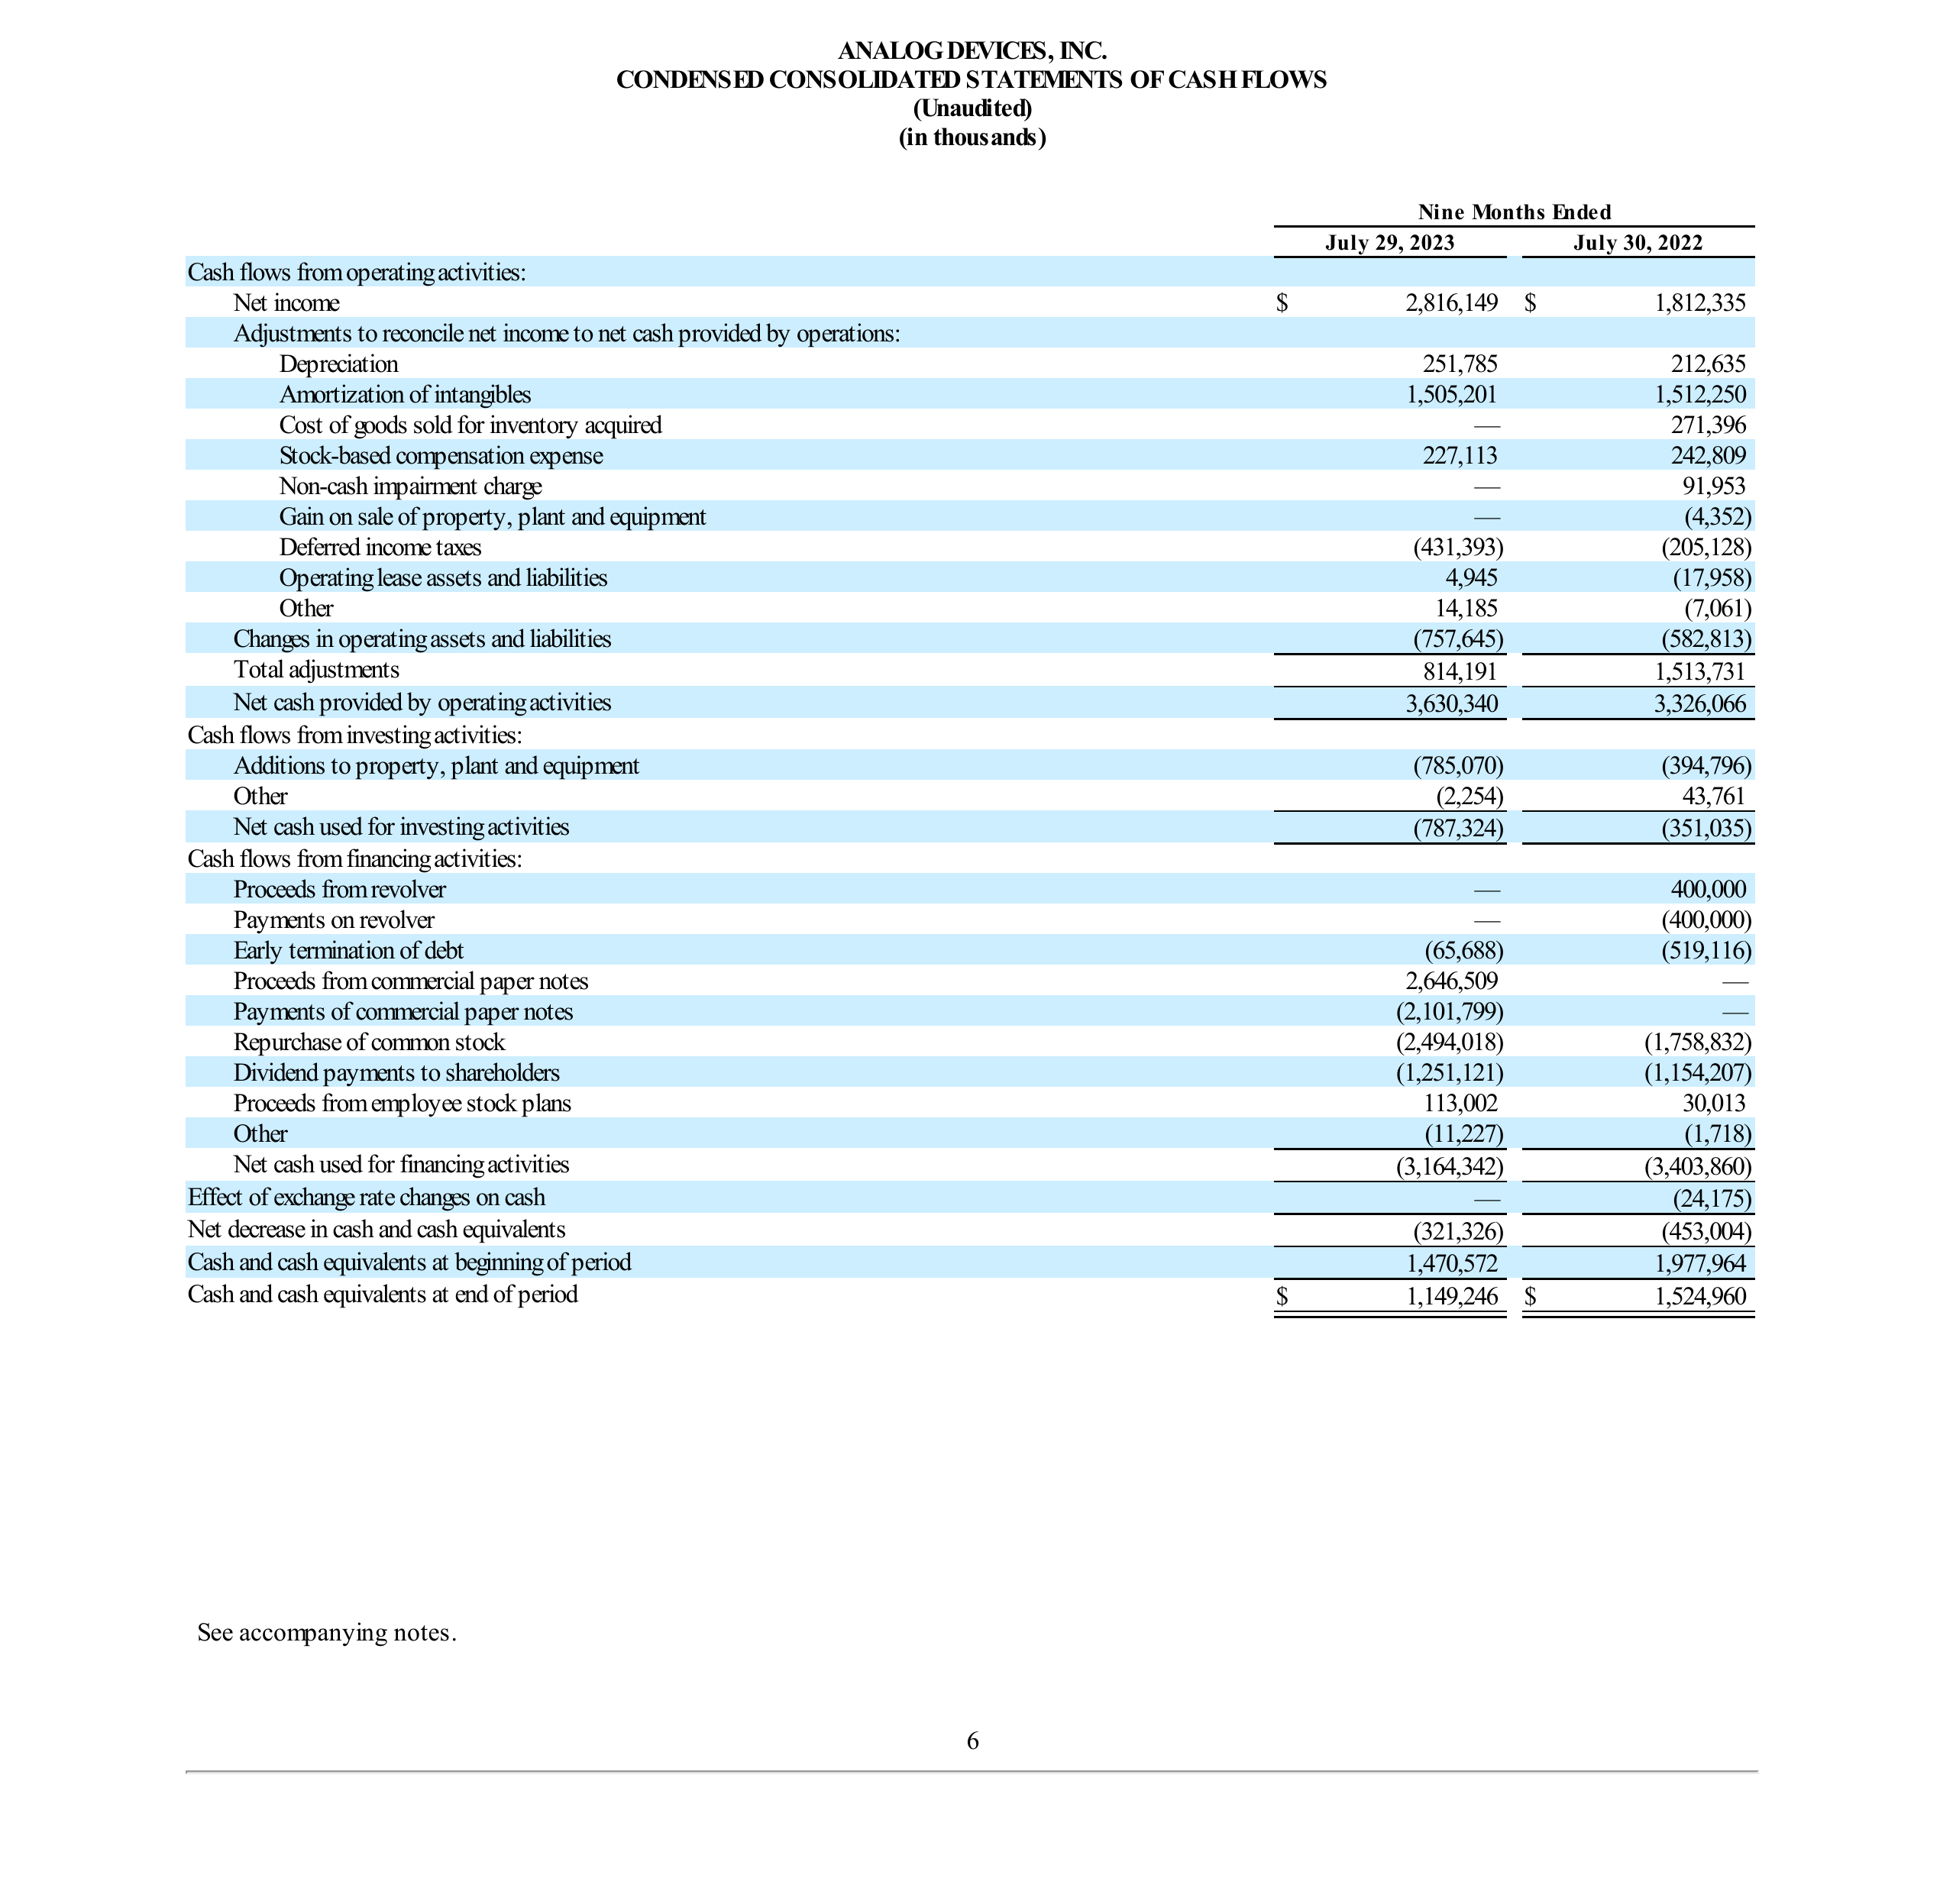 ANALOG DEVICES, INC.
CONDENSED CONSOLIDATED STATEMENTS OF CASH FLOWS
(Unaudited)
(in thousands)
Nine Months Ended
July 29, 2023 July 30, 2022
Cash flows from operating activities:
Net income $ 2,816,149 $ 1,812,335
Adjustments to reconcile net income to net cash provided by operations:
Depreciation 251,785 212,635
Amortization of intangibles 1,505,201 1,512,250
Cost of goods sold for inventory acquired — 271,396
Stock-based compensation expense 227,113 242,809
Non-cash impairment charge — 91,953
Gain on sale of property, plant and equipment — (4,352)
Deferred income taxes (431,393) (205,128)
Operating lease assets and liabilities 4,945 (17,958)
Other 14,185 (7,061)
Changes in operating assets and liabilities (757,645) (582,813)
Total adjustments 814,191 1,513,731
Net cash provided by operating activities 3,630,340 3,326,066
Cash flows from investing activities:
Additions to property, plant and equipment (785,070) (394,796)
Other (2,254) 43,761
Net cash used for investing activities (787,324) (351,035)
Cash flows from financing activities:
Proceeds from revolver — 400,000
Payments on revolver — (400,000)
Early termination of debt (65,688) (519,116)
Proceeds from commercial paper notes 2,646,509 —
Payments of commercial paper notes (2,101,799) —
Repurchase of common stock (2,494,018) (1,758,832)
Dividend payments to shareholders (1,251,121) (1,154,207)
Proceeds from employee stock plans 113,002 30,013
Other (11,227) (1,718)
Net cash used for financing activities (3,164,342) (3,403,860)
Effect of exchange rate changes on cash — (24,175)
Net decrease in cash and cash equivalents (321,326) (453,004)
Cash and cash equivalents at beginning of period 1,470,572 1,977,964
Cash and cash equivalents at end of period $ 1,149,246 $ 1,524,960
See accompanying notes.
6